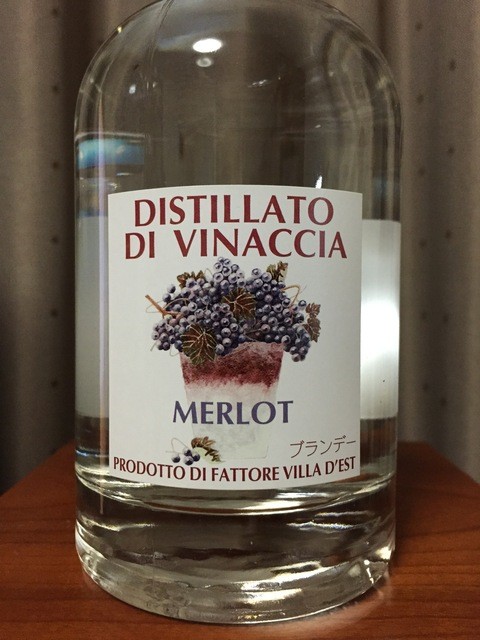 DISTILLATO
DI VINACCIA
MERLOT
ブランデー
PRODOTTO DI FATTORE VILLA D'EST